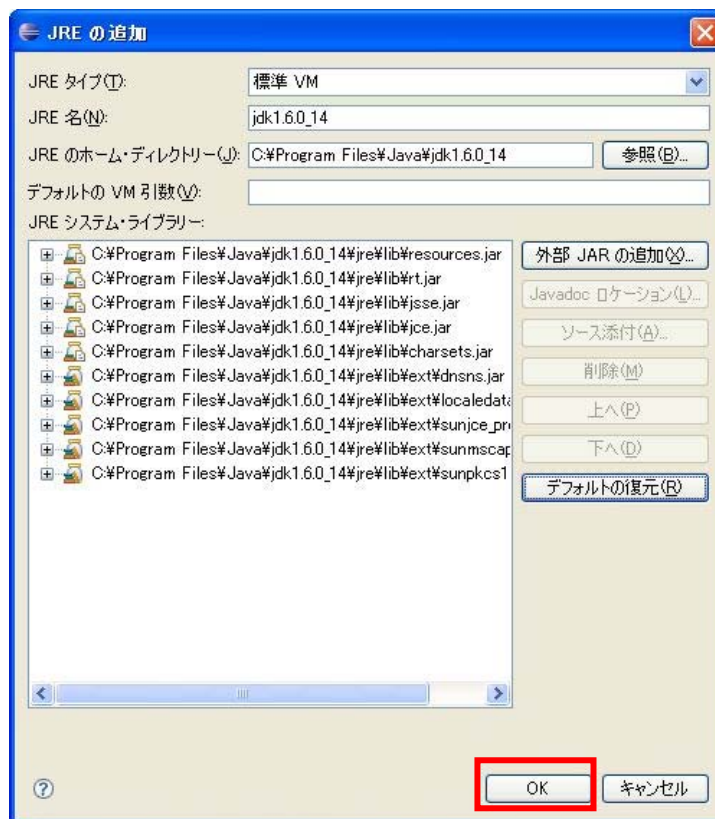 JRE の追加
JRE タイプ(T): 標準 VM
JRE 名(N): jdk1.6.0_14
JRE のホーム・ディレクトリー(J): C:¥Program Files¥Java¥jdk1.6.0_14 参照(B)...
デフォルトの VM 引数(V):
JRE システム・ライブラリー:
C:¥Program Files¥Java¥jdk1.6.0_14¥jre¥lib¥resources.jar 外部 JAR の追加(X)...
C:¥Program Files¥Java¥jdk1.6.0_14¥jre¥lib¥rt.jar
Javadoc ロケーション(L)...
C:¥Program Files¥Java¥jdk1.6.0_14¥jre¥lib¥jsse.jar
C:¥Program Files¥Java¥jdk1.6.0_14¥jre¥lib¥jce.jar ソース添付(A)...
C:¥Program Files¥Java¥jdk1.6.0_14¥jre¥lib¥charsets.jar
C:¥Program Files¥Java¥jdk1.6.0_14¥jre¥lib¥ext¥dnsns.jar 削除(M)
C:¥Program Files¥Java¥jdk1.6.0_14¥jre¥lib¥ext¥localedata
上へ(P)
C:¥Program Files¥Java¥jdk1.6.0_14¥jre¥lib¥ext¥sunjce_pr
C:¥Program Files¥Java¥jdk1.6.0_14¥jre¥lib¥ext¥sunmscap 下へ(D)
C:¥Program Files¥Java¥jdk1.6.0_14¥jre¥lib¥ext¥sunpkcs1
デフォルトの復元(R)
OK キャンセル